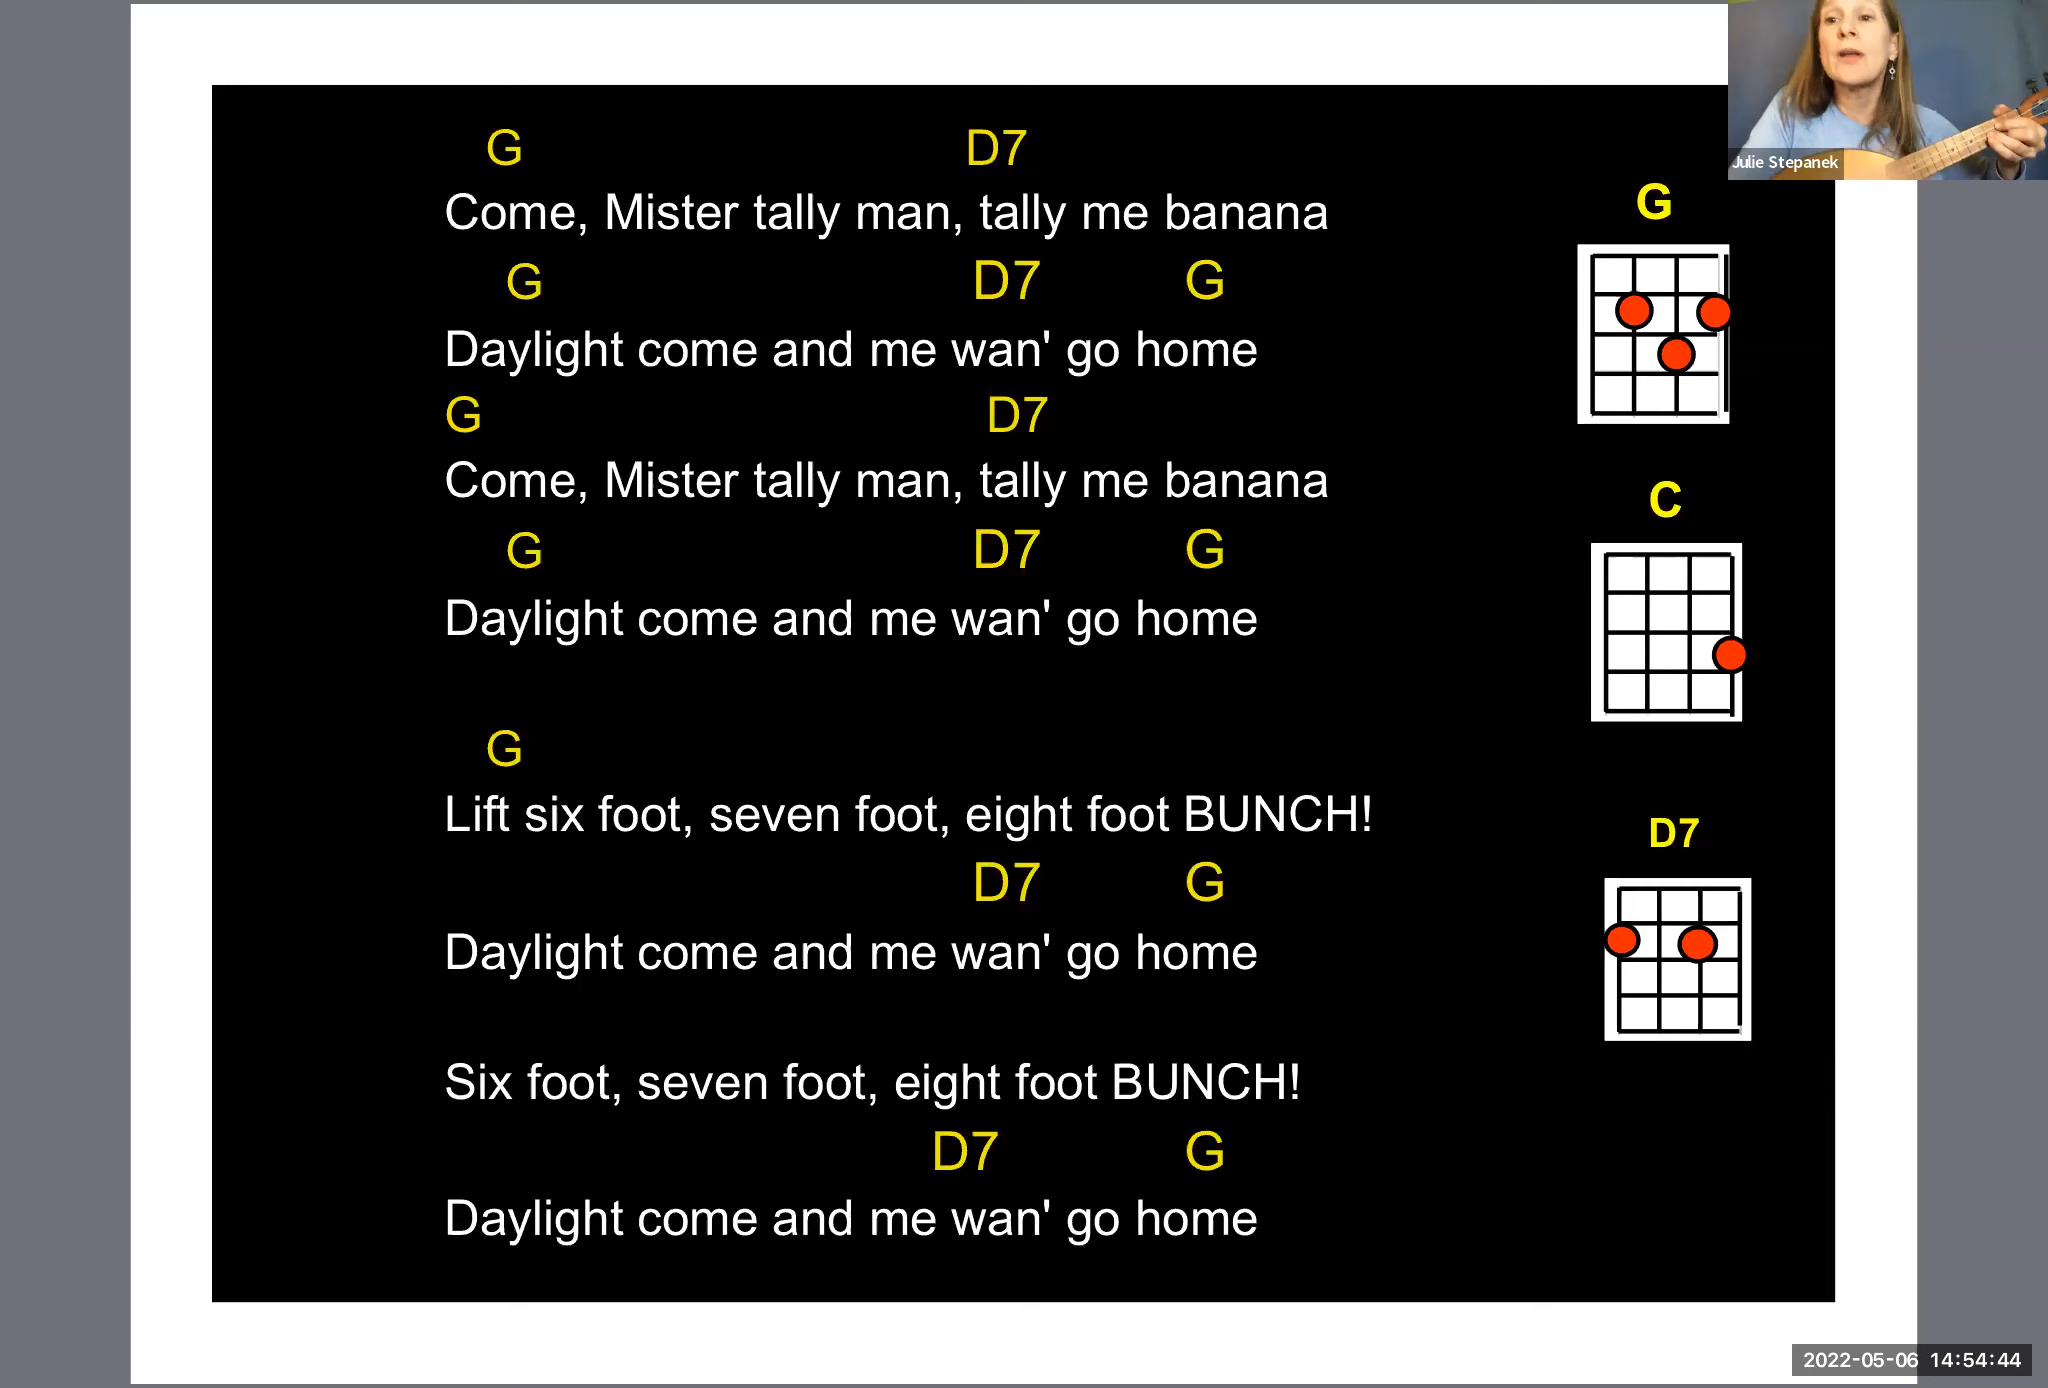 G D7
Come, Mister tally man, tally me banana
G D7 G
Daylight come and me wan' go home
G D7
Come, Mister tally man, tally me banana
G D7 G
Daylight come and me wan' go home
G
Lift six foot, seven foot, eight foot BUNCH!
D7 G
Daylight come and me wan' go home
Six foot, seven foot, eight foot BUNCH!
D7 G
Daylight come and me wan' go home
Julie Stepanek
G
C
D7
2022-05-06 14:54:44